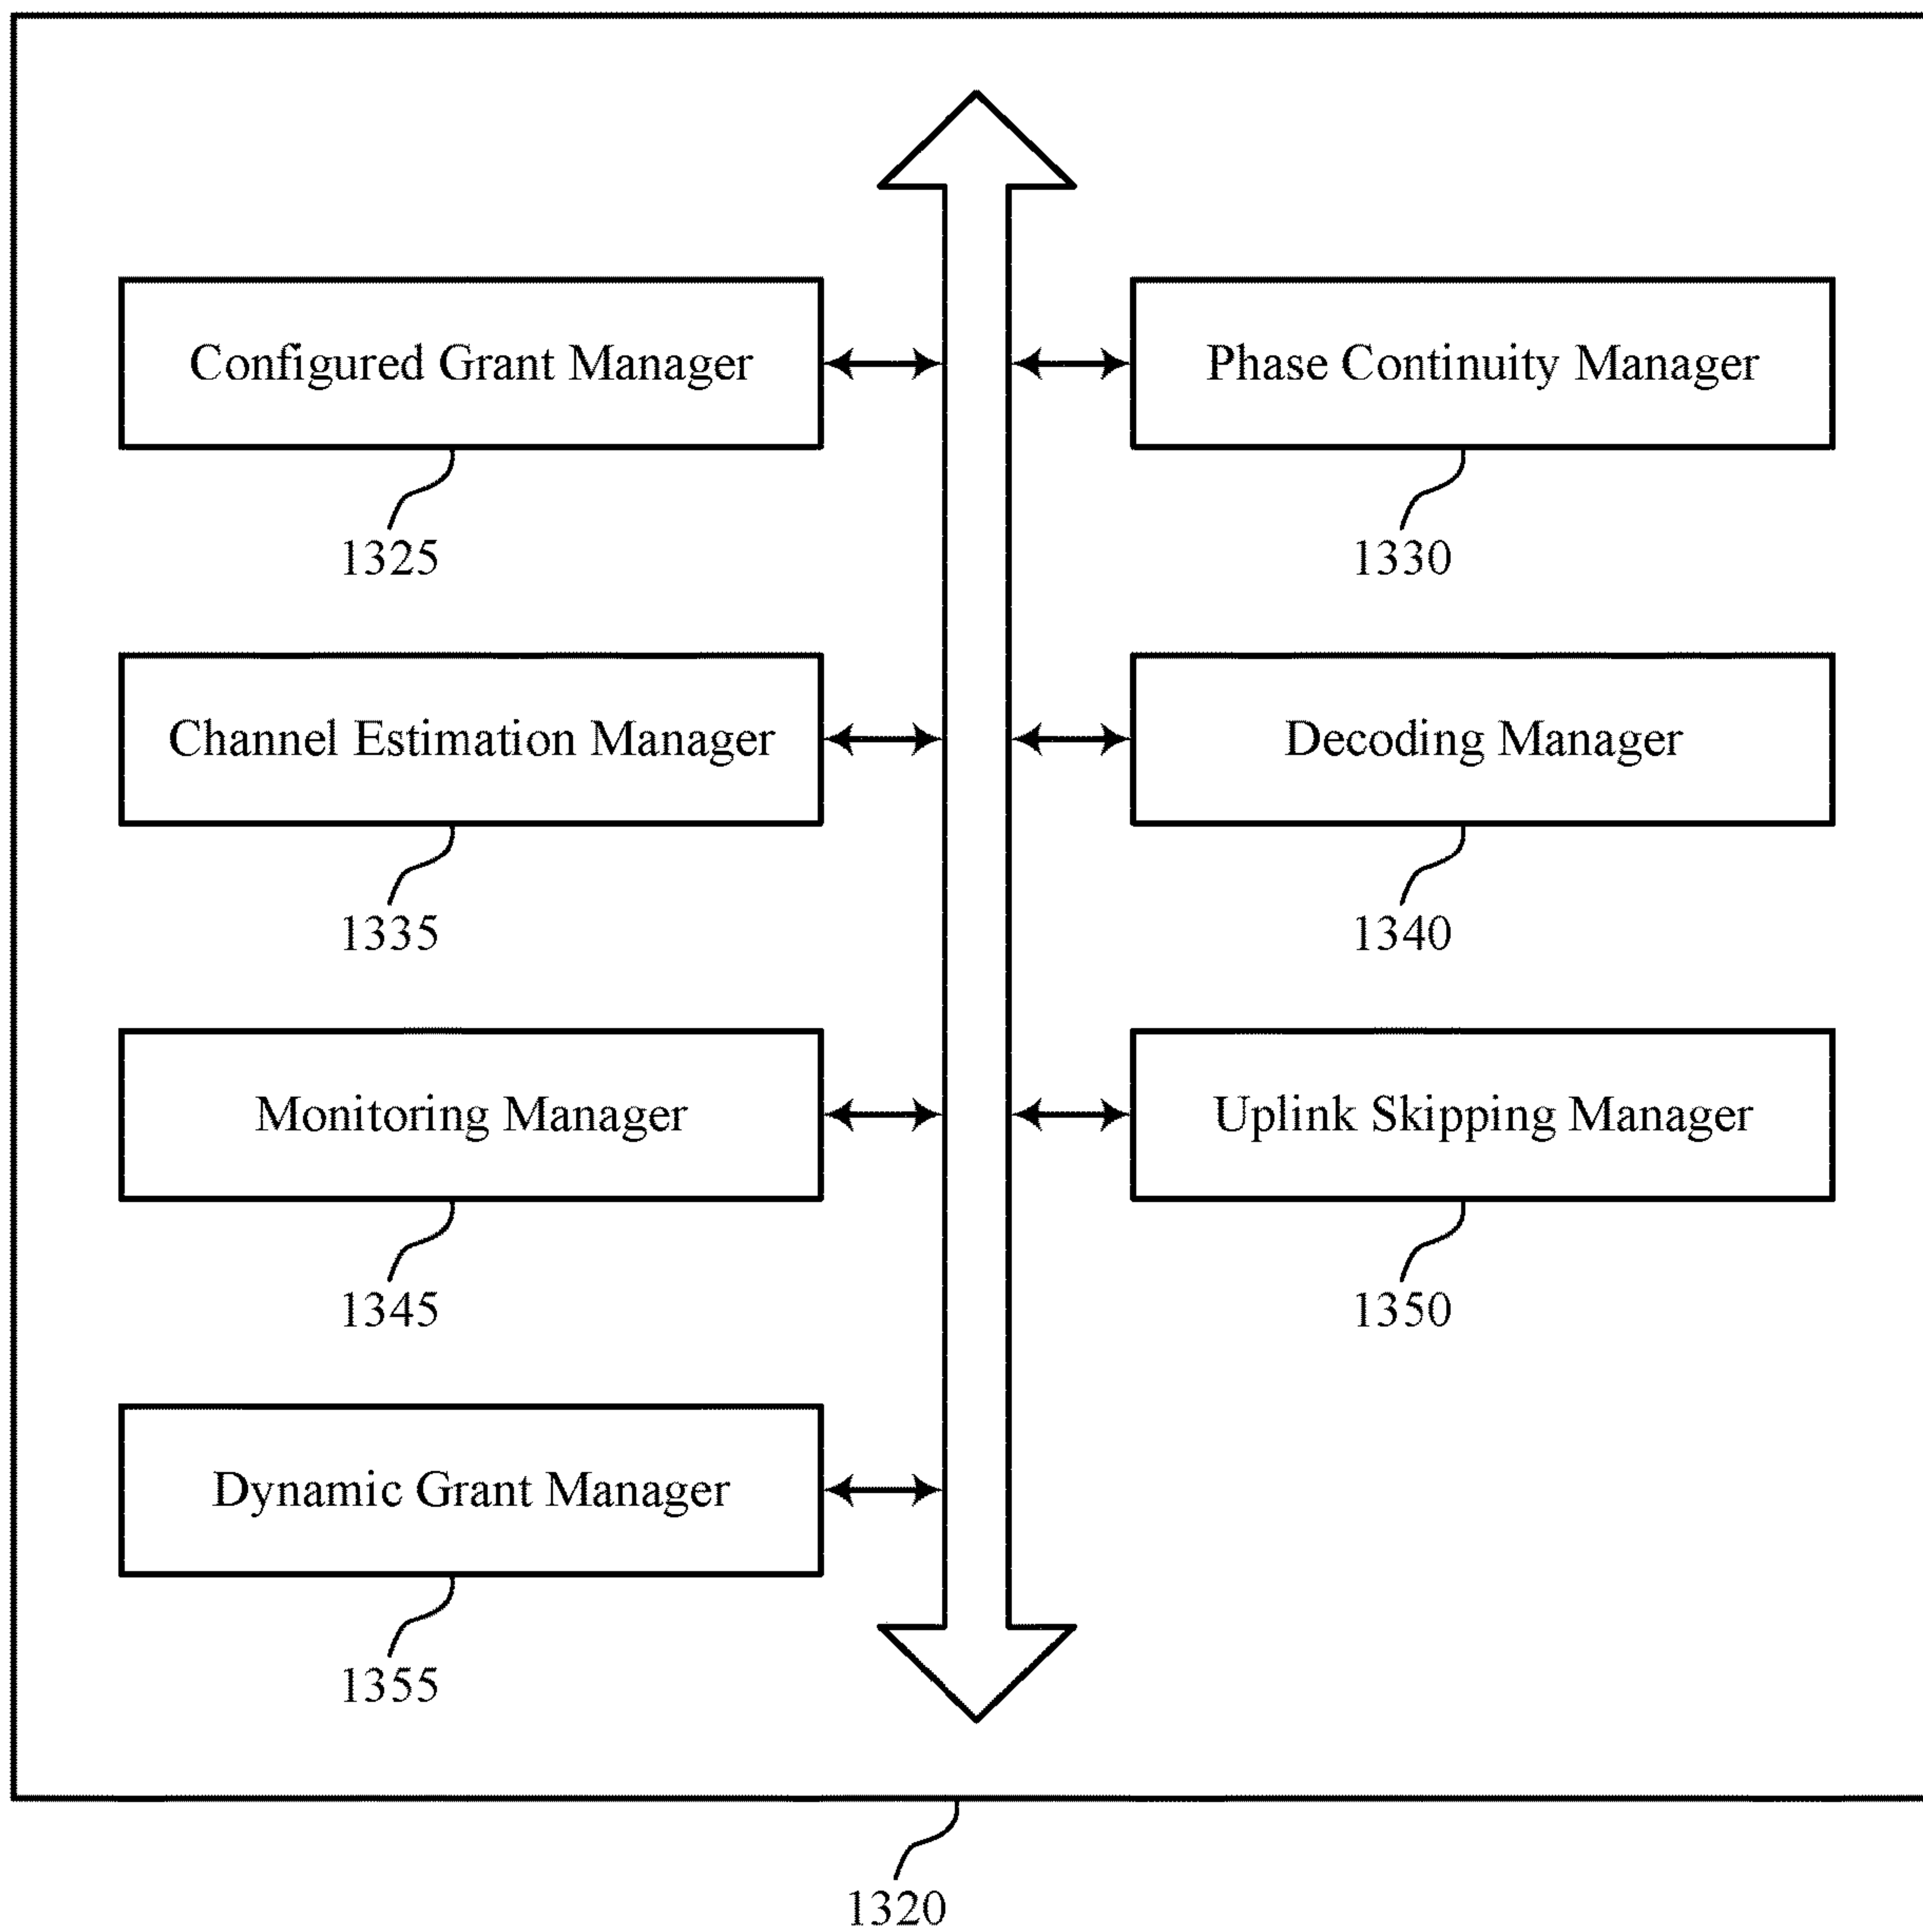 Configured Grant Manager
Phase Continuity Manager
1325
1330
Channel Estimation Manager
Decoding Manager
1335
1340
Monitoring Manager
Uplink Skipping Manager
1345
1350
Dynamic Grant Manager
1355
1320